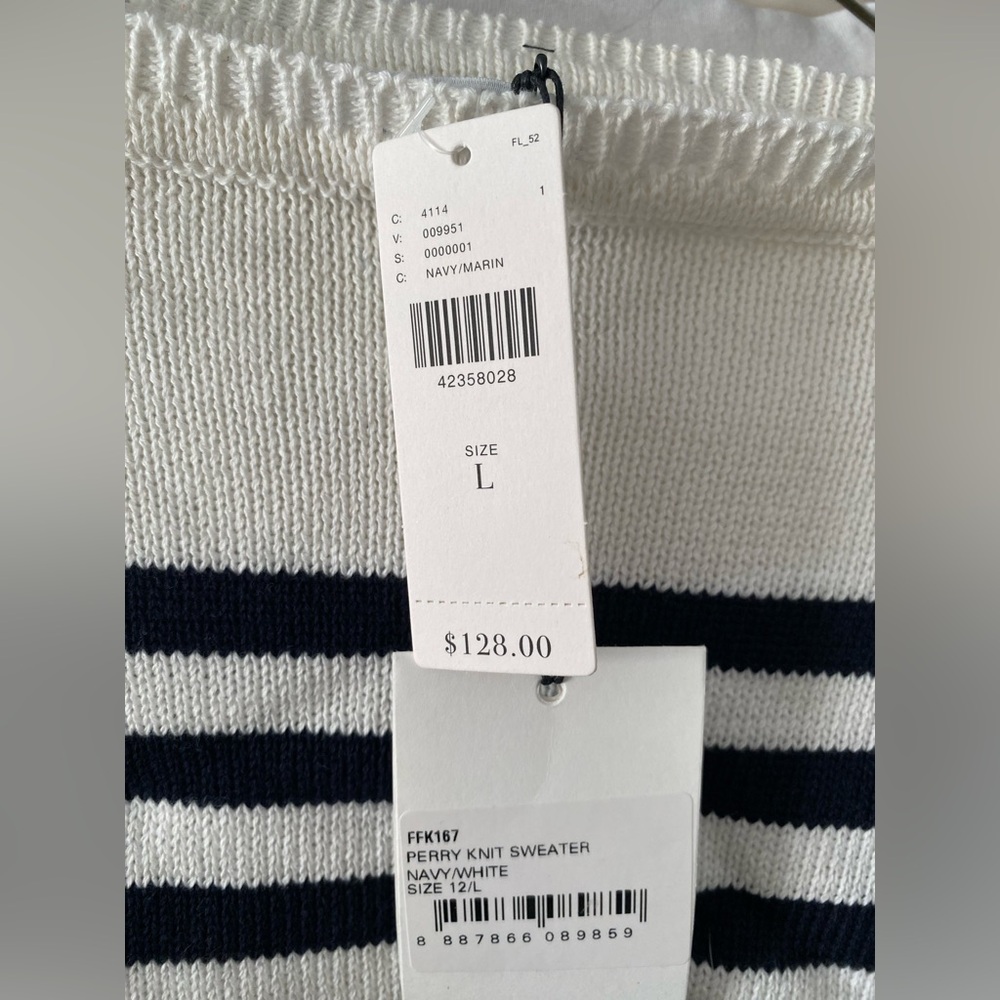 FL_52
1
C: 4114
V: 009951
S: 0000001
C: NAVY/MARIN
42358028
SIZE
L
$128.00
FFK167
PERRY KNIT SWEATER
NAVY/WHITE
SIZE 12/L
8 887866 089859